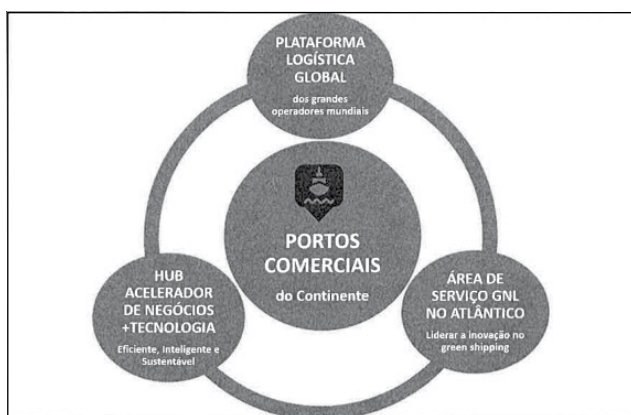 PLATAFORMA
LOGÍSTICA
GLOBAL
dos grandes
operadores mundiais
PORTOS
COMERCIAIS
do Continente
HUB
ACELERADOR
DE NEGÓCIOS
+TECNOLOGIA
Eficiente, Inteligente e
Sustentável
ÁREA DE
SERVIÇO GNL
NO ATLÂNTICO
Liderar a inovação no
green shipping